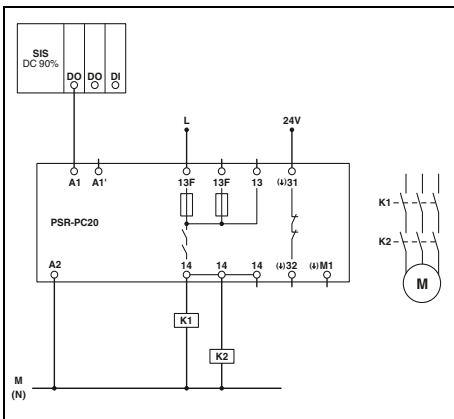 SIS
DC 90%
DO DO DI
L 24V
A1 A1' 13F 13F 13 (↓)31
PSR-PC20
K1
K2
A2 14 14 14 (↓)32 (↓)M1
M
K1
K2
M
(N)